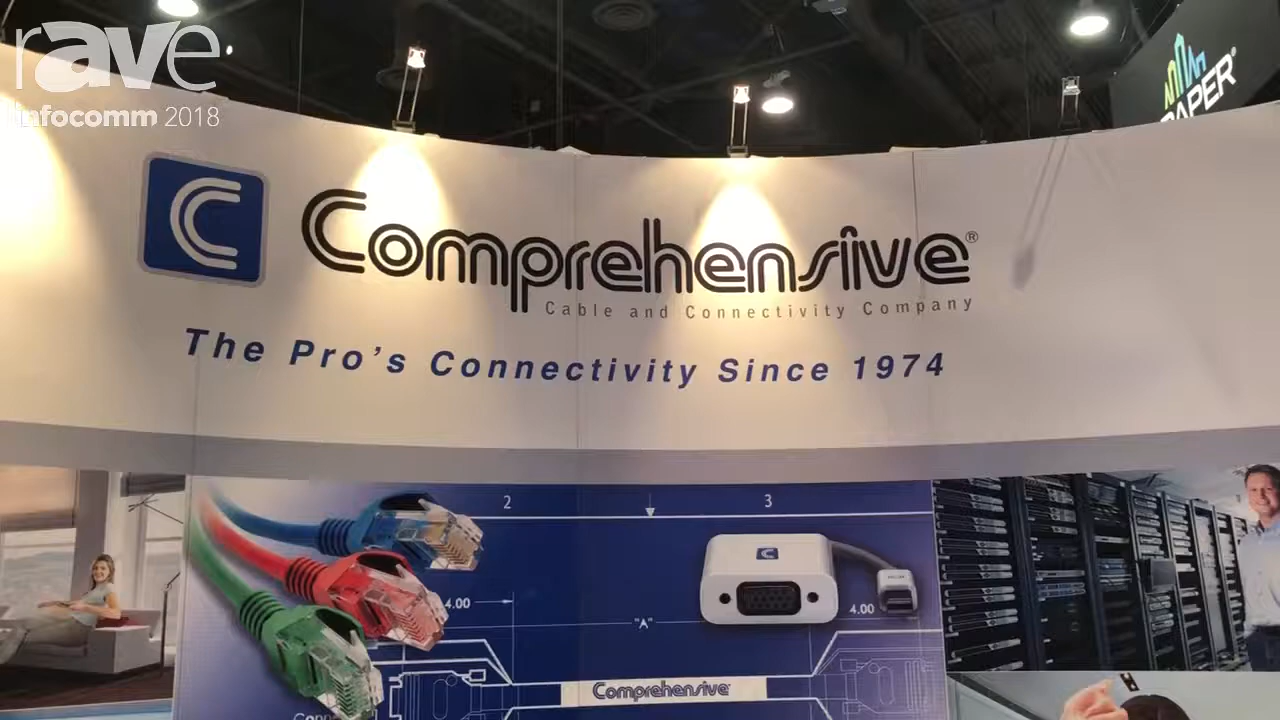 rAVe
infocomm 2018
APER®
C
Comprehensive®
Cable and Connectivity Company
The Pro's Connectivity Since 1974
2
3
C
4.00
4.00
"A"
Comprehensive®